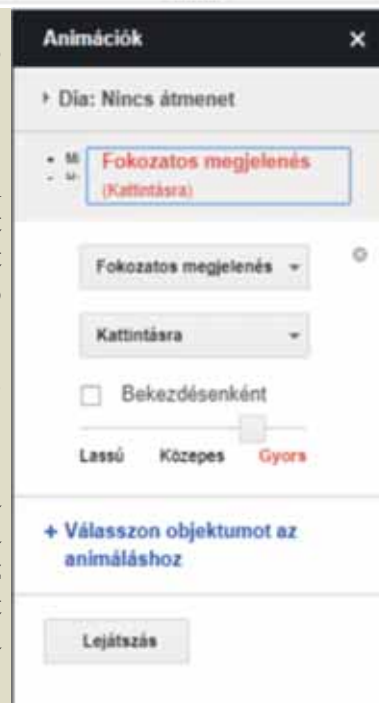 Animációk ×
Dia: Nincs átmenet
Fokozatos megjelenés
(Kattintásra)
Fokozatos megjelenés
Kattintásra
Bekezdésenként
Lassú Közepes Gyors
+ Válasszon objektumot az
animáláshoz
Lejátszás